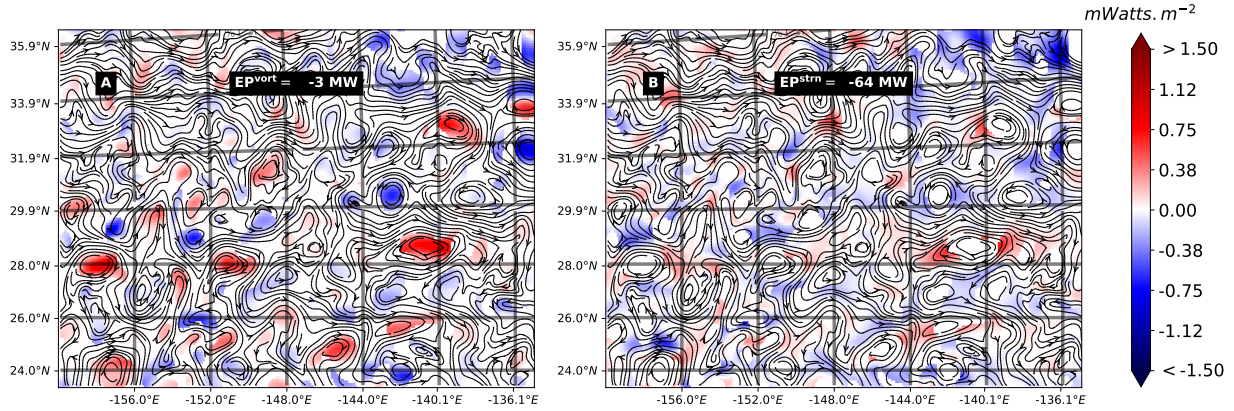 mWatts.m⁻²
A
EP^vort = -3 MW
B
EP^strn = -64 MW
35.9°N
33.9°N
31.9°N
29.9°N
28.0°N
26.0°N
24.0°N
-156.0°E -152.0°E -148.0°E -144.0°E -140.1°E -136.1°E
35.9°N
33.9°N
31.9°N
29.9°N
28.0°N
26.0°N
24.0°N
-156.0°E -152.0°E -148.0°E -144.0°E -140.1°E -136.1°E
> 1.50
1.12
0.75
0.38
0.00
-0.38
-0.75
-1.12
< -1.50